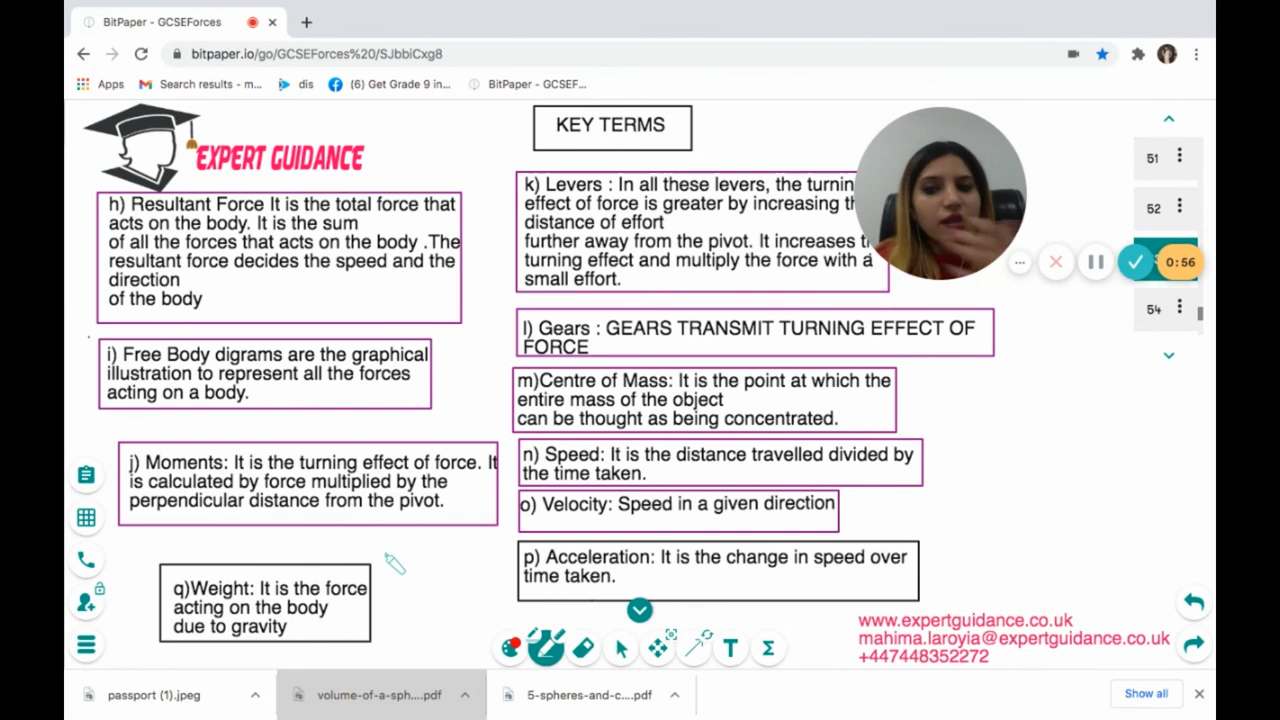 BitPaper - GCSEForces
bitpaper.io/go/GCSEForces%20/SJbbiCxg8
Apps
Search results - m...
dis
(6) Get Grade 9 in...
BitPaper - GCSEF...
EXPERT GUIDANCE
KEY TERMS
h) Resultant Force It is the total force that
acts on the body. It is the sum
of all the forces that acts on the body .The
resultant force decides the speed and the
direction
of the body
i) Free Body digrams are the graphical
illustration to represent all the forces
acting on a body.
j) Moments: It is the turning effect of force. It
is calculated by force multiplied by the
perpendicular distance from the pivot.
q)Weight: It is the force
acting on the body
due to gravity
k) Levers : In all these levers, the
effect of force is greater by increasing
distance of effort
further away from the pivot. It increases
turning effect and multiply the force with a
small effort.
l) Gears : GEARS TRANSMIT TURNING EFFECT OF
FORCE
m)Centre of Mass: It is the point at which the
entire mass of the object
can be thought as being concentrated.
n) Speed: It is the distance travelled divided by
the time taken.
o) Velocity: Speed in a given direction
p) Acceleration: It is the change in speed over
time taken.
51
52
54
0:56
T
Σ
www.expertguidance.co.uk
mahima.laroyia@expertguidance.co.uk
+447448352272
passport (1).jpeg
volume-of-a-sph....pdf
5-spheres-and-c....pdf
Show all